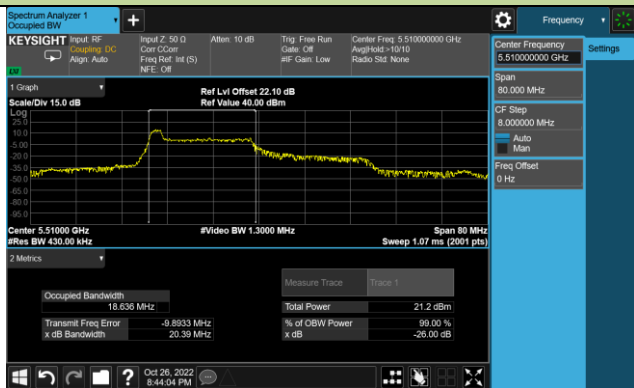 Spectrum Analyzer 1
Occupied BW
+
Frequency
KEYSIGHT
Input: RF
Coupling: DC
Align: Auto
Input Z: 50 Ω
Corr CCorr
Freq Ref: Int (S)
NFE: Off
Atten: 10 dB
Trig: Free Run
Gate: Off
#IF Gain: Low
Center Freq: 5.510000000 GHz
Avg|Hold:>10/10
Radio Std: None
Center Frequency
5.510000000 GHz
Settings
Span
80.000 MHz
CF Step
8.000000 MHz
Auto
Man
Freq Offset
0 Hz
1 Graph
Scale/Div 15.0 dB
Ref Lvl Offset 22.10 dB
Ref Value 40.00 dBm
Log
25.0
10.0
-5.00
-20.0
-35.0
-50.0
-65.0
-80.0
-95.0
Center 5.51000 GHz
#Res BW 430.00 kHz
#Video BW 1.3000 MHz
Span 80 MHz
Sweep 1.07 ms (2001 pts)
2 Metrics
Measure Trace
Trace 1
Occupied Bandwidth
18.636 MHz
Total Power
21.2 dBm
Transmit Freq Error
-9.8933 MHz
% of OBW Power
99.00 %
x dB Bandwidth
20.39 MHz
x dB
-26.00 dB
?
Oct 26, 2022
8:44:04 PM